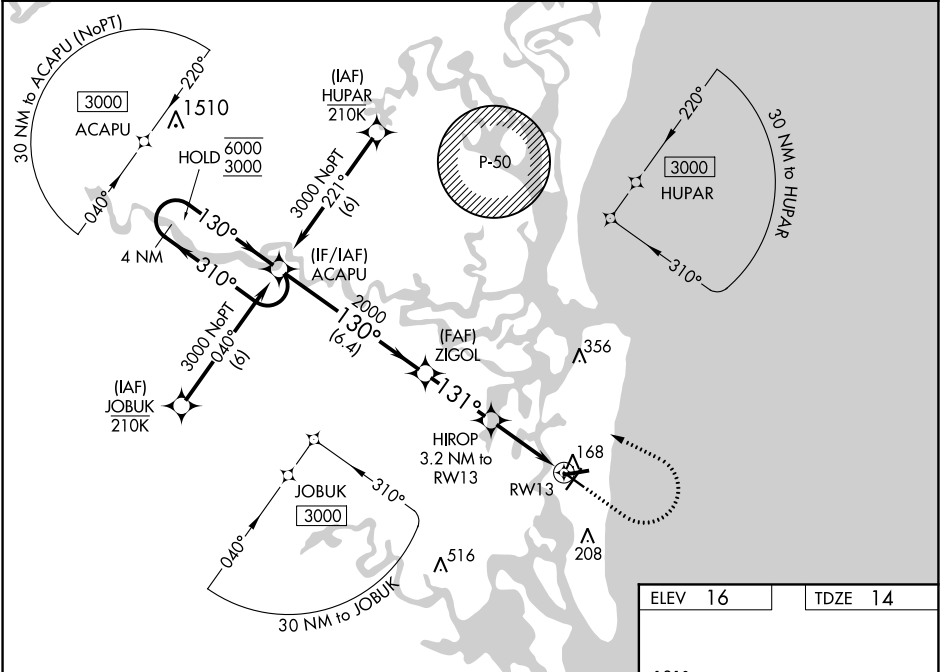 30 NM to ACAPU (NoPT)
220°
3000
ACAPU
1510
040°
HOLD
6000
3000
(IAF)
HUPAR
210K
3000 NoPT
221°
(6)
P-50
220°
3000
HUPAR
310°
30 NM to HUPAR
130°
4 NM
310°
(IF/IAF)
ACAPU
3000 NoPT
040°
(6)
(IAF)
JOBUK
210K
2000
130°
(6.4)
(FAF)
ZIGOL
131°
356
HIROP
3.2 NM to
RW13
168
RW13
208
516
JOBUK
3000
310°
040°
30 NM to JOBUK
ELEV 16
TDZE 14